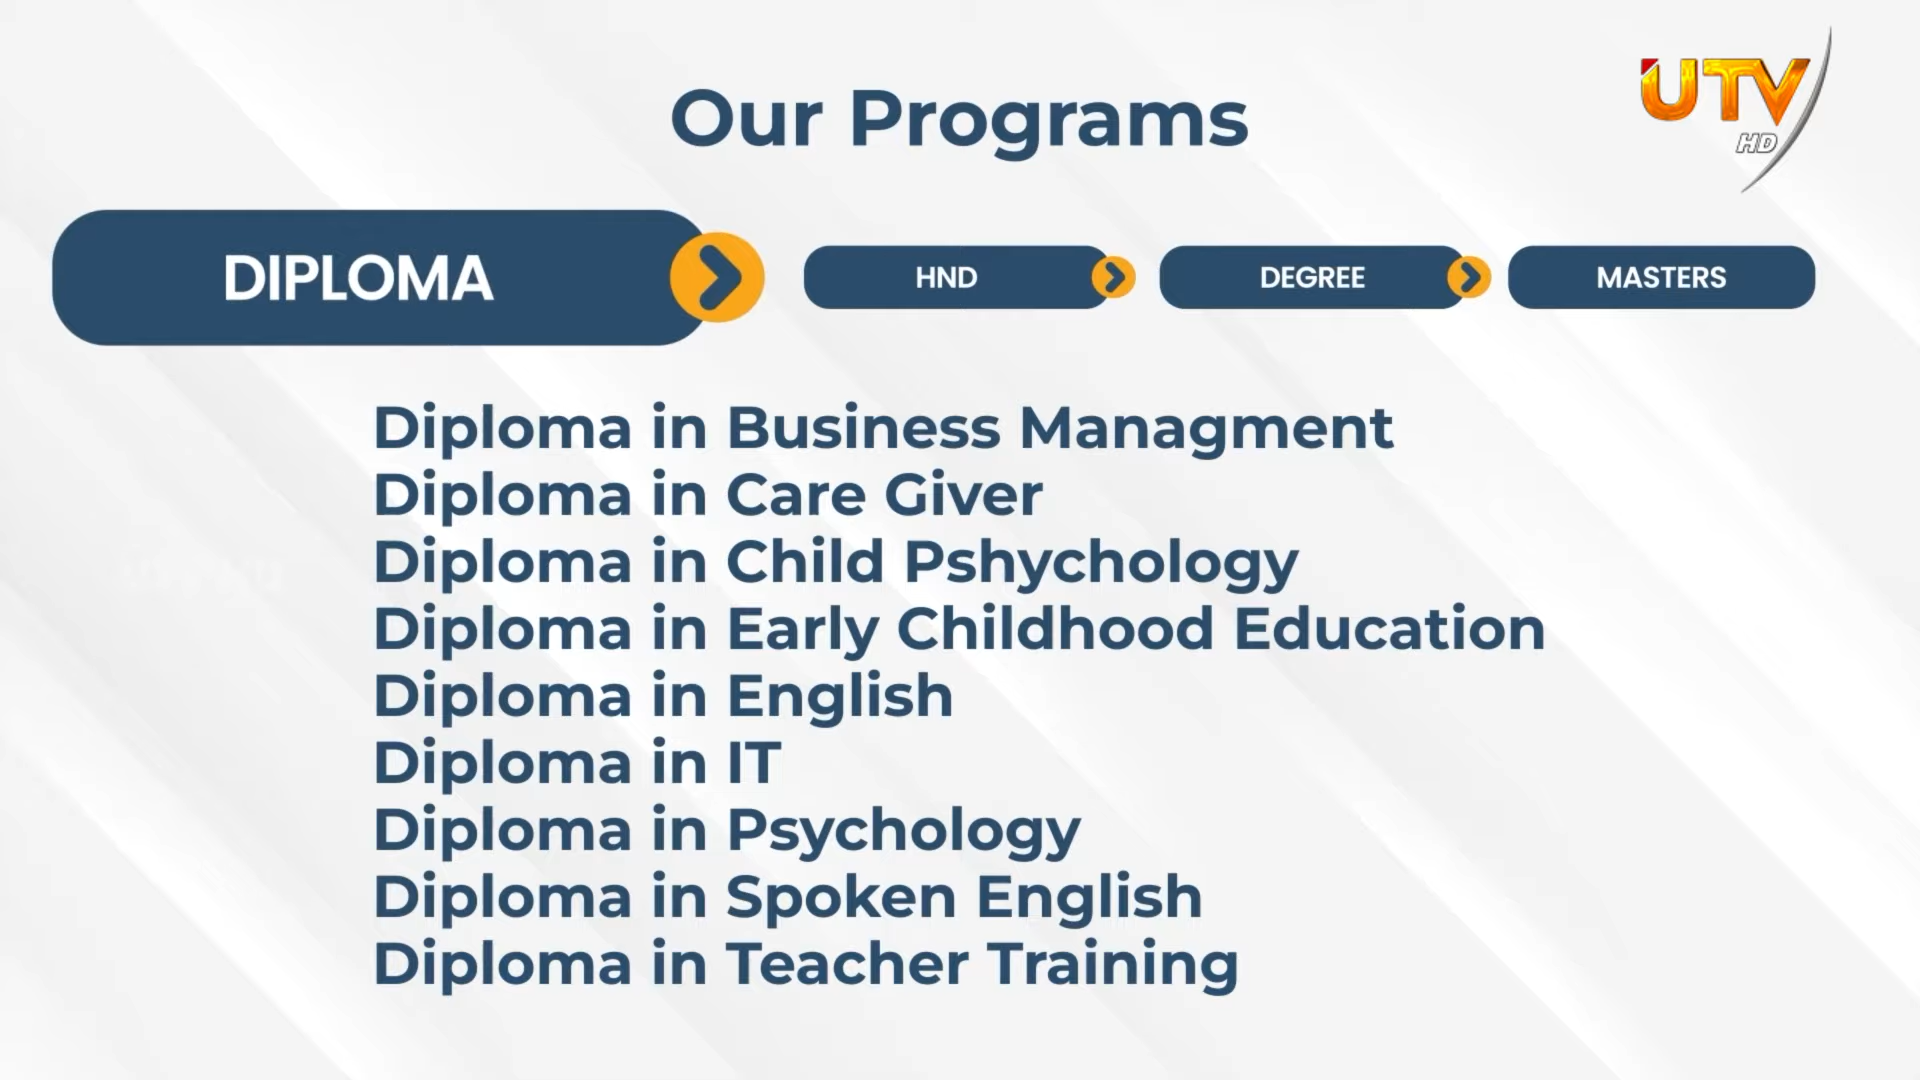 Our Programs
UTV
HD
DIPLOMA
HND
DEGREE
MASTERS
Diploma in Business Managment
Diploma in Care Giver
Diploma in Child Pshychology
Diploma in Early Childhood Education
Diploma in English
Diploma in IT
Diploma in Psychology
Diploma in Spoken English
Diploma in Teacher Training